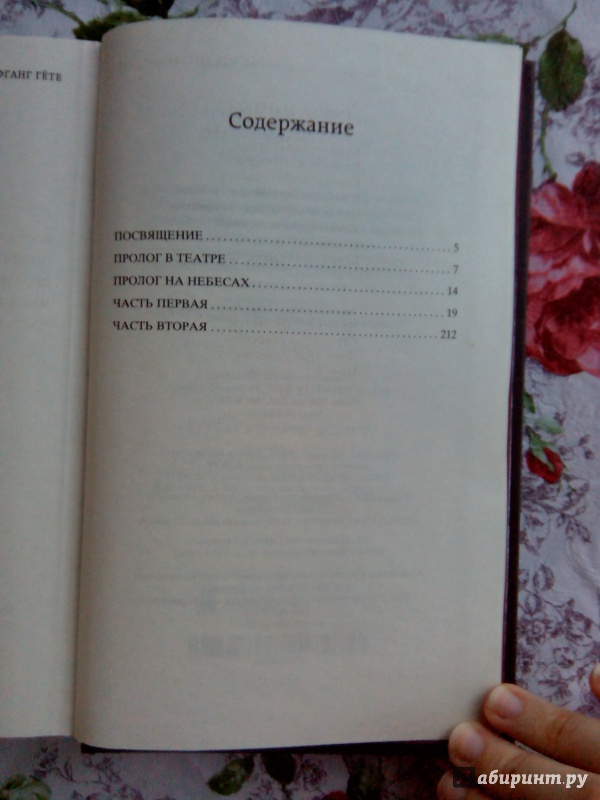 ГАНГ ГЁТЕ
Содержание
ПОСВЯЩЕНИЕ .......... 5
ПРОЛОГ В ТЕАТРЕ .......... 7
ПРОЛОГ НА НЕБЕСАХ .......... 14
ЧАСТЬ ПЕРВАЯ .......... 19
ЧАСТЬ ВТОРАЯ .......... 212
абиринт.ру